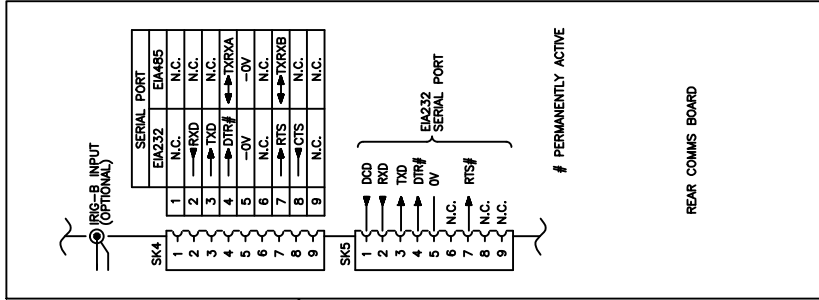 IRIG-B INPUT
(OPTIONAL)
SERIAL PORT
EIA232 EIA485
SK4
1 1 N.C. N.C.
2 2 RXD N.C.
3 3 TXD N.C.
4 4 DTR# TXRXA
5 5 -0V -0V
6 6 N.C. N.C.
7 7 RTS TXRXB
8 8 CTS N.C.
9 9 N.C. N.C.
SK5
1 DCD
2 RXD
3 TXD
4 DTR#
5 0V
6 N.C.
7 RTS#
8 N.C.
9 N.C.
EIA232
SERIAL PORT
# PERMANENTLY ACTIVE
REAR COMMS BOARD